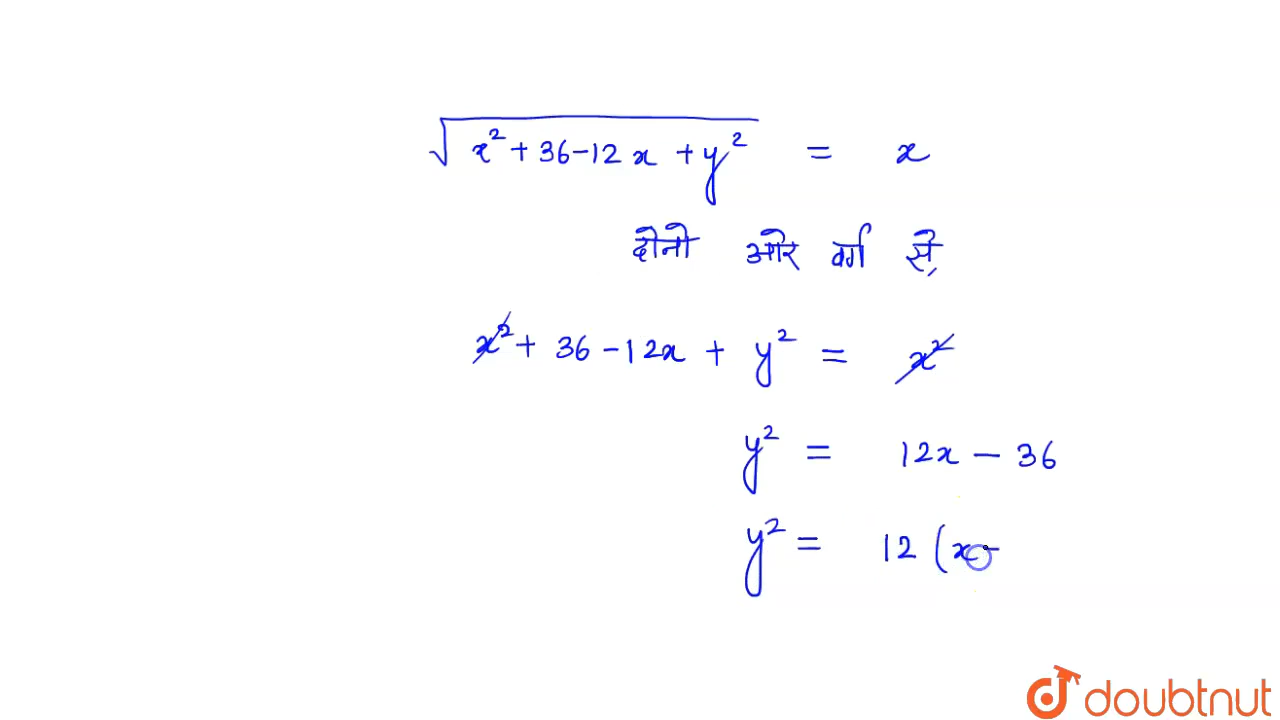 √(x² + 36 - 12x + y²) = x
दोनो ओर वर्ग से,
x² + 36 - 12x + y² = x²
y² = 12x - 36
y² = 12 (x -
doubtnut